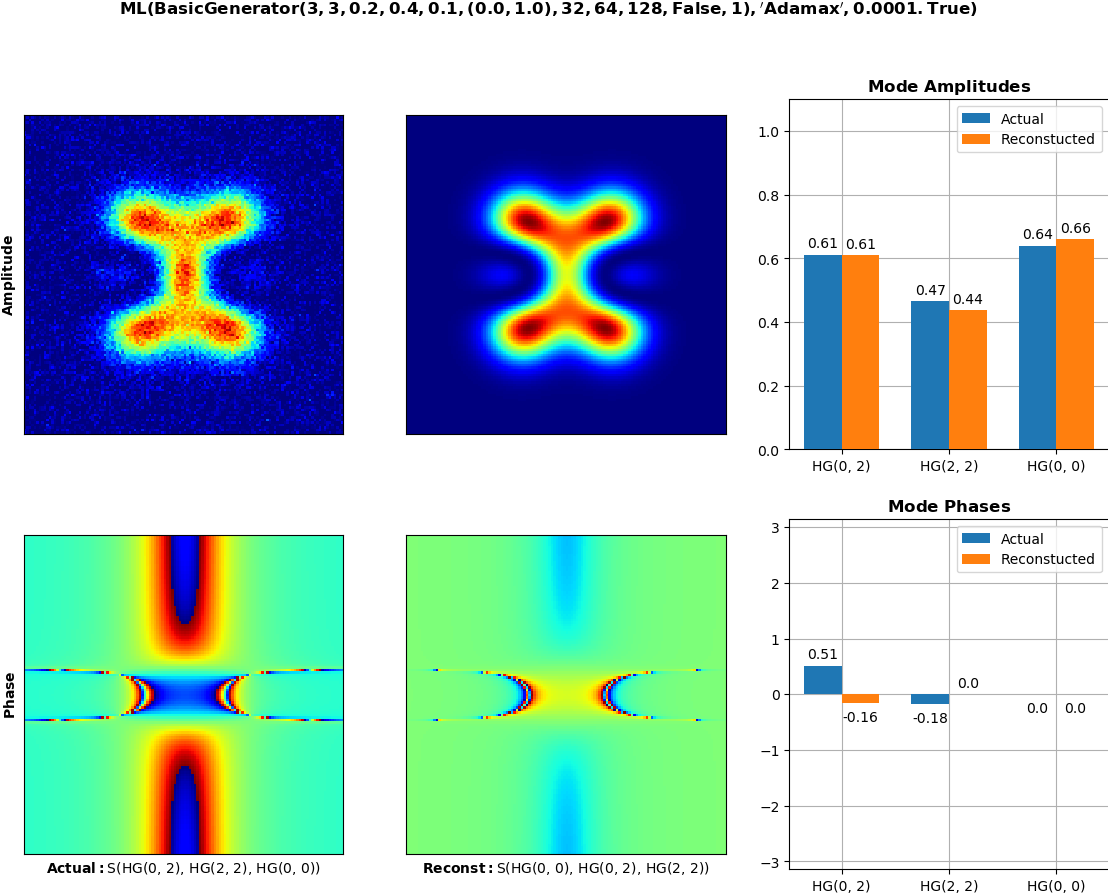 ML(BasicGenerator(3, 3, 0.2, 0.4, 0.1, (0.0, 1.0), 32, 64, 128, False, 1), ′Adamax′, 0.0001. True)
Amplitude
Mode Amplitudes
Actual
Reconstucted
1.0
0.8
0.6
0.4
0.2
0.0
0.61
0.61
0.47
0.44
0.64
0.66
HG(0, 2)
HG(2, 2)
HG(0, 0)
Phase
Actual: S(HG(0, 2), HG(2, 2), HG(0, 0))
Reconst: S(HG(0, 0), HG(0, 2), HG(2, 2))
Mode Phases
Actual
Reconstucted
3
2
1
0
−1
−2
−3
0.51
-0.16
-0.18
0.0
0.0
0.0
HG(0, 2)
HG(2, 2)
HG(0, 0)